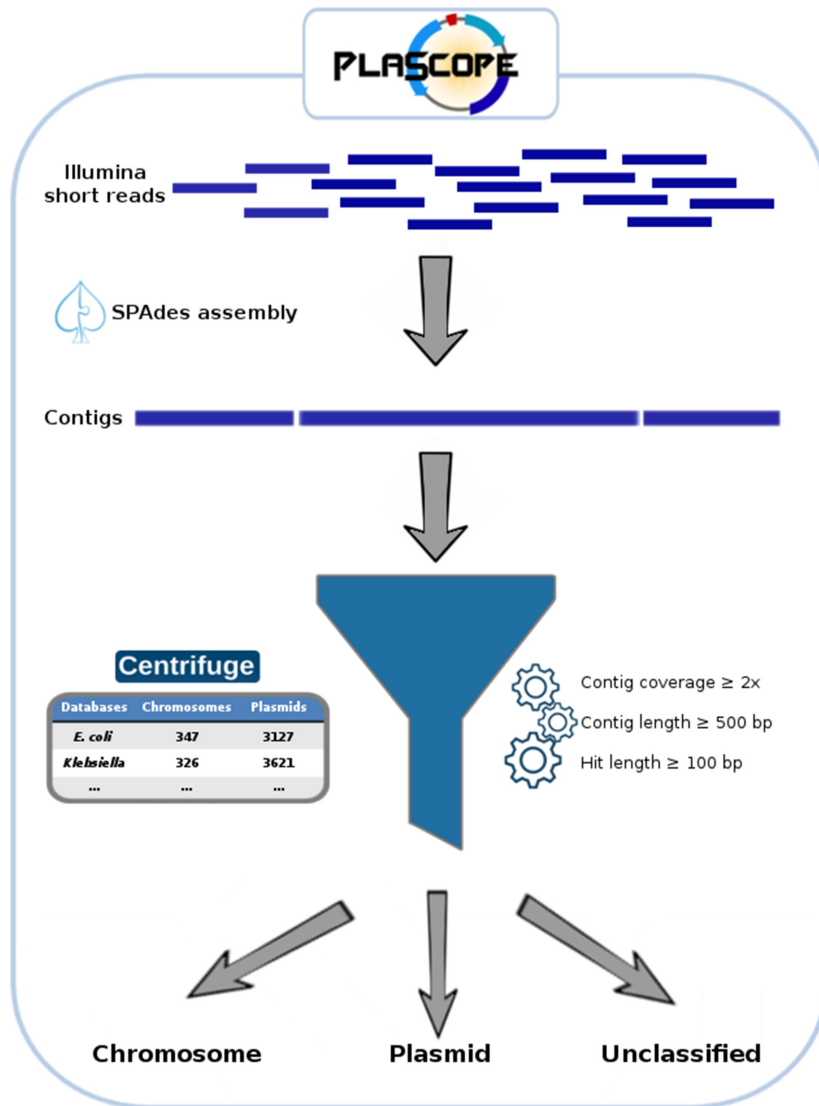 PLASCOPE
Illumina
short reads
SPAdes assembly
Contigs
Centrifuge
Databases Chromosomes Plasmids
E. coli 347 3127
Klebsiella 326 3621
... ... ...
Contig coverage ≥ 2x
Contig length ≥ 500 bp
Hit length ≥ 100 bp
Chromosome Plasmid Unclassified